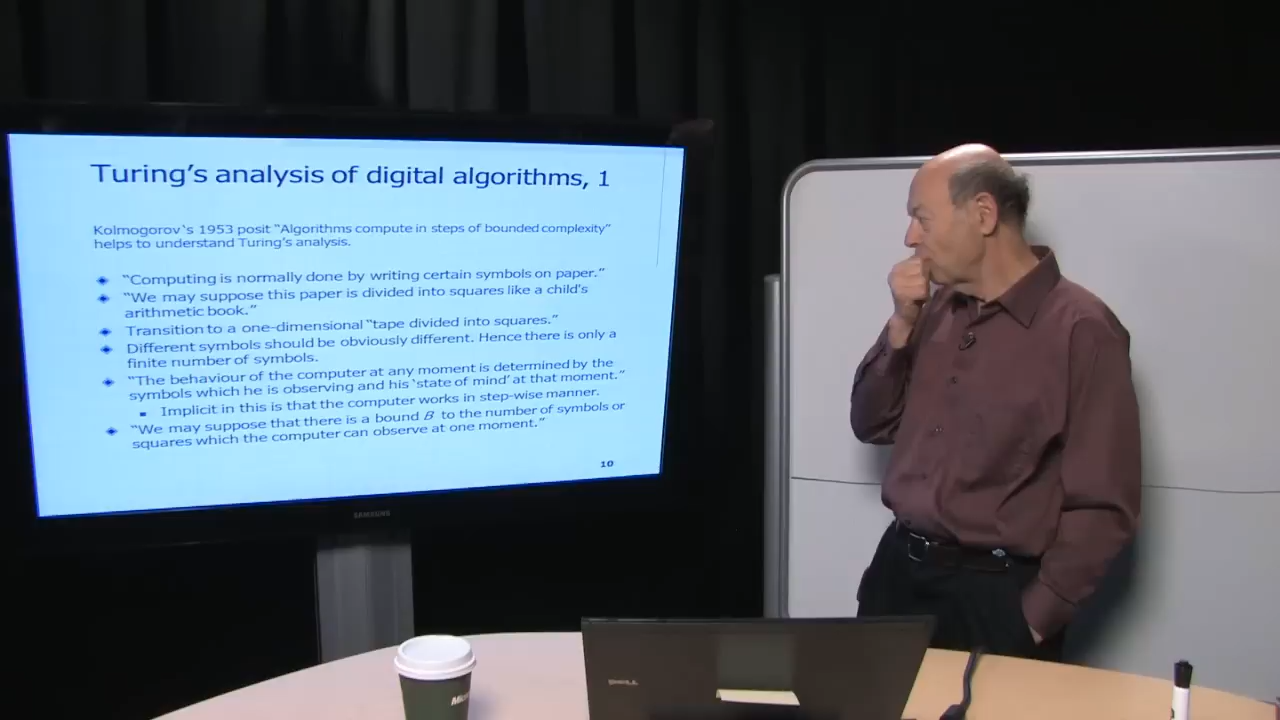 Turing's analysis of digital algorithms, 1
Kolmogorov's 1953 posit "Algorithms compute in steps of bounded complexity"
helps to understand Turing's analysis.
"Computing is normally done by writing certain symbols on paper."
"We may suppose this paper is divided into squares like a child's
arithmetic book."
Transition to a one-dimensional "tape divided into squares."
Different symbols should be obviously different. Hence there is only a
finite number of symbols.
"The behaviour of the computer at any moment is determined by the
symbols which he is observing and his 'state of mind' at that moment."
Implicit in this is that the computer works in step-wise manner.
"We may suppose that there is a bound B to the number of symbols or
squares which the computer can observe at one moment."
10
SAMSUNG
DELL